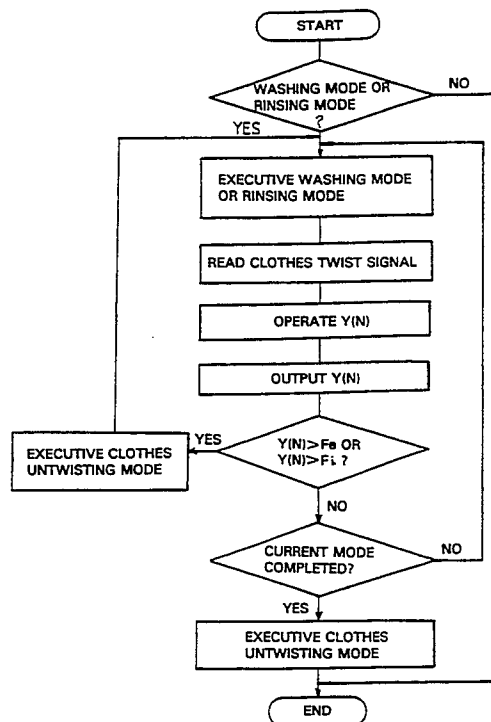 START
WASHING MODE OR
RINSING MODE
?
NO
YES
EXECUTIVE WASHING MODE
OR RINSING MODE
READ CLOTHES TWIST SIGNAL
OPERATE Y(N)
OUTPUT Y(N)
YES
Y(N)>Fe OR
Y(N)>Fi ?
EXECUTIVE CLOTHES
UNTWISTING MODE
NO
CURRENT MODE
COMPLETED?
NO
YES
EXECUTIVE CLOTHES
UNTWISTING MODE
END